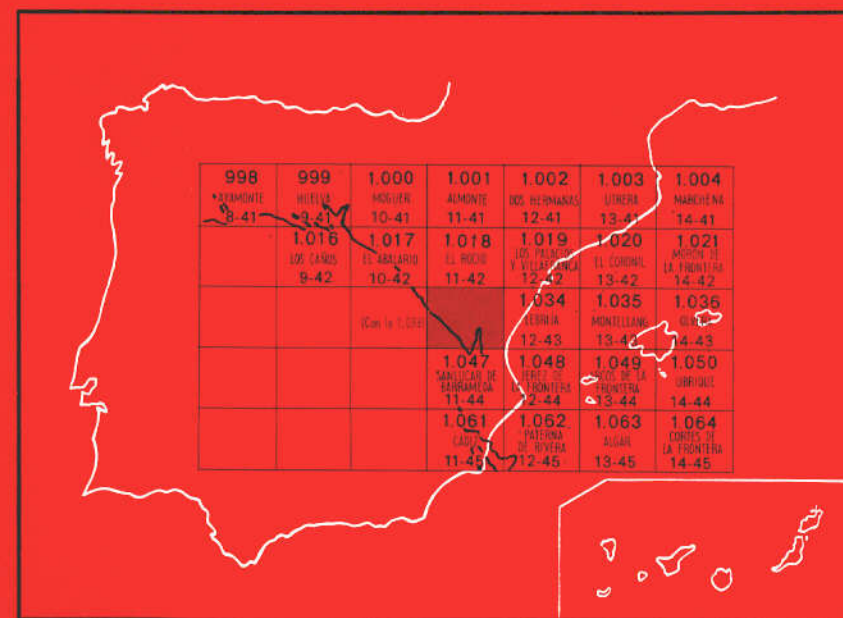 998 999 1.000 1.001 1.002 1.003 1.004
AYAMONTE HUELVA MOGUER ALMONTE DOS HERMANAS UTRERA MARCHENA
8-41 9-41 10-41 11-41 12-41 13-41 14-41
1.016 1.017 1.018 1.019 1.020 1.021
LOS CAÑOS EL ABALARIO EL ROCIO LOS PALACIOS Y VILLAFRANCA EL CORONIL MORON DE LA FRONTERA
9-42 10-42 11-42 12-42 13-42 14-42
(Con la 1.034 1.035 1.036
LEBRIJA MONTELLANO
12-43 13-43 14-43
1.047 1.048 1.049 1.050
SANLUCAR DE BARRAMEDA JEREZ DE LA FRONTERA ARCOS DE LA FRONTERA UBRIQUE
11-44 12-44 13-44 14-44
1.061 1.062 1.063 1.064
CADIZ PATERNA DE RIVERA ALGAR CORTES DE LA FRONTERA
11-45 12-45 13-45 14-45